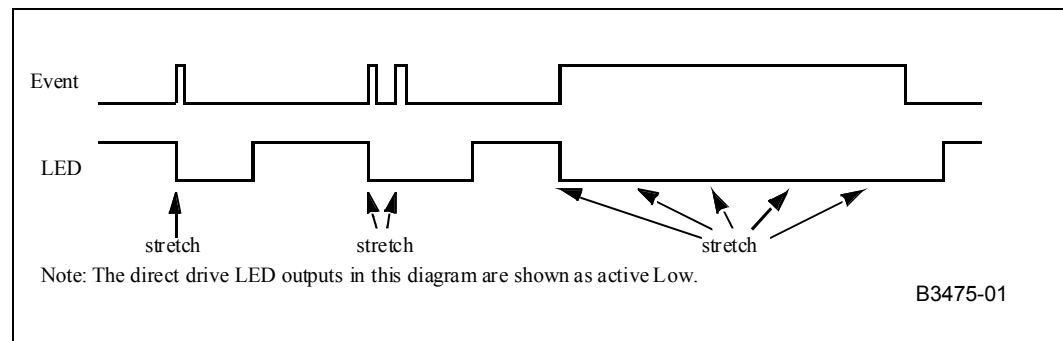 Event
LED
stretch stretch stretch
Note: The direct drive LED outputs in this diagram are shown as active Low.
B3475-01